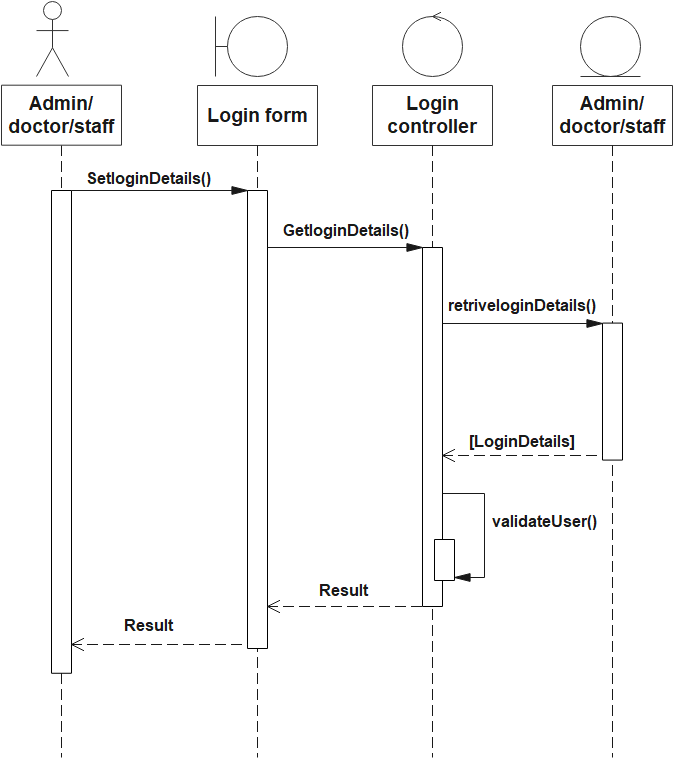 Admin/
doctor/staff
Login form
Login
controller
Admin/
doctor/staff
SetloginDetails()
GetloginDetails()
retriveloginDetails()
[LoginDetails]
validateUser()
Result
Result